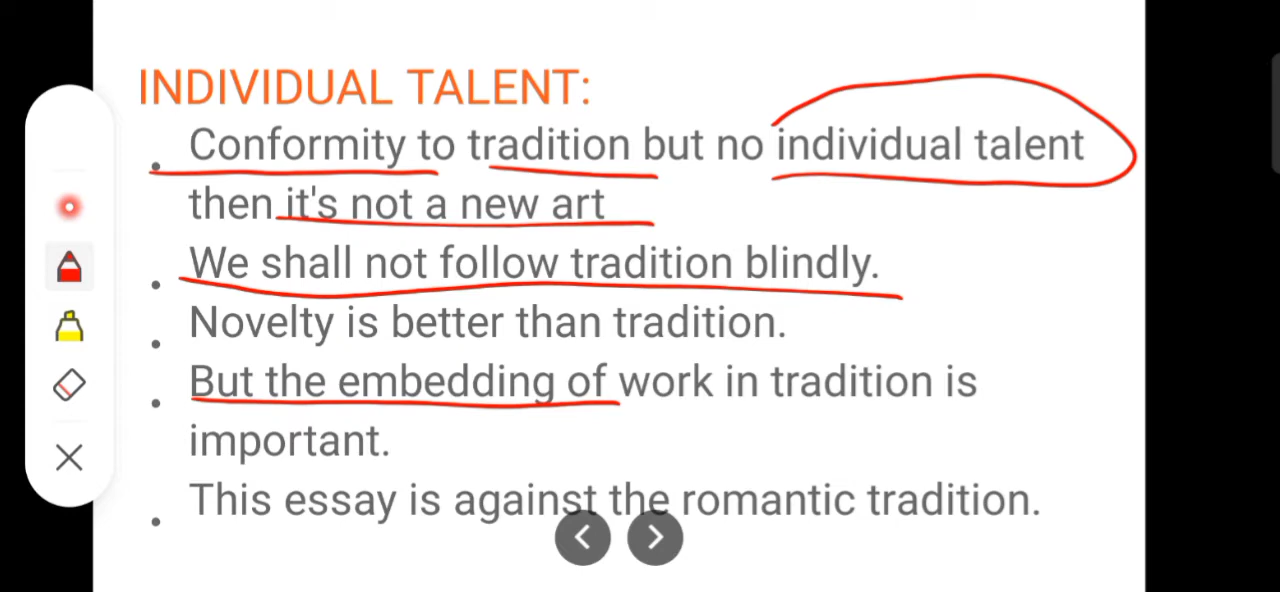 INDIVIDUAL TALENT:
Conformity to tradition but no individual talent
then it's not a new art
We shall not follow tradition blindly.
Novelty is better than tradition.
But the embedding of work in tradition is
important.
This essay is against the romantic tradition.